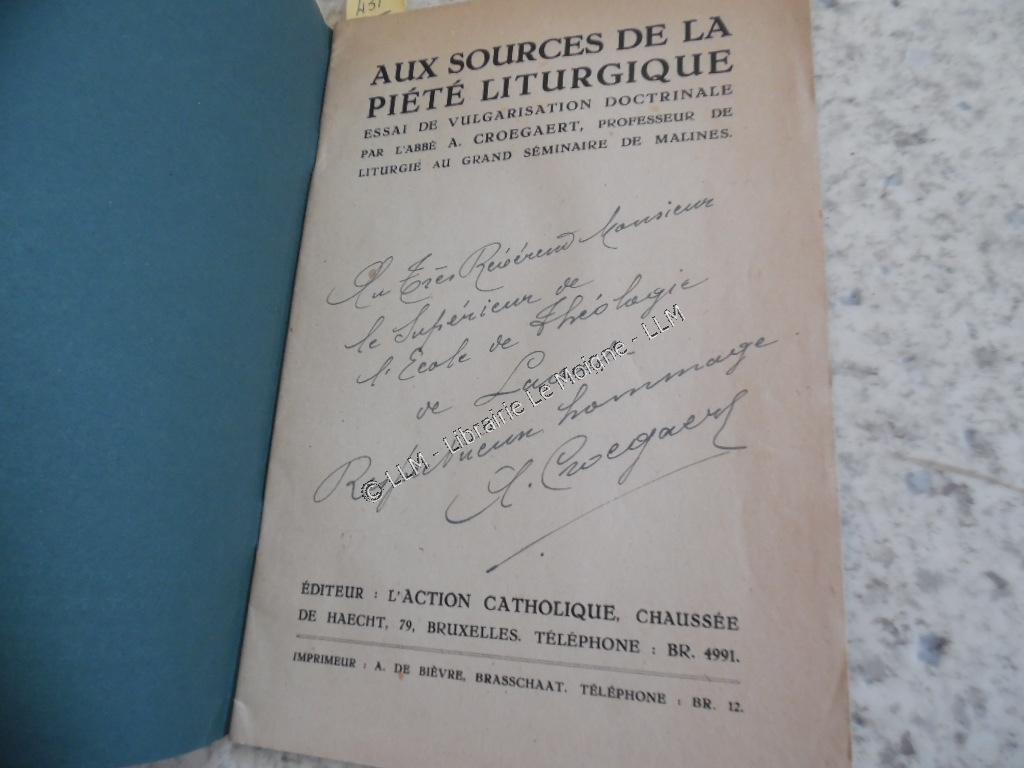 431
AUX SOURCES DE LA
PIÉTÉ LITURGIQUE
ESSAI DE VULGARISATION DOCTRINALE
PAR L'ABBÉ A. CROEGAERT, PROFESSEUR DE
LITURGIE AU GRAND SÉMINAIRE DE MALINES.
Au Très Révérend Monsieur
le Supérieur de
l'Ecole de Théologie
de
Respectueux hommage
A. Croegaert
© LLM - Librairie Le Moigne - LLM
ÉDITEUR : L'ACTION CATHOLIQUE, CHAUSSÉE
DE HAECHT, 79, BRUXELLES. TÉLÉPHONE : BR. 4991.
IMPRIMEUR : A. DE BIÈVRE, BRASSCHAAT. TÉLÉPHONE : BR. 12.